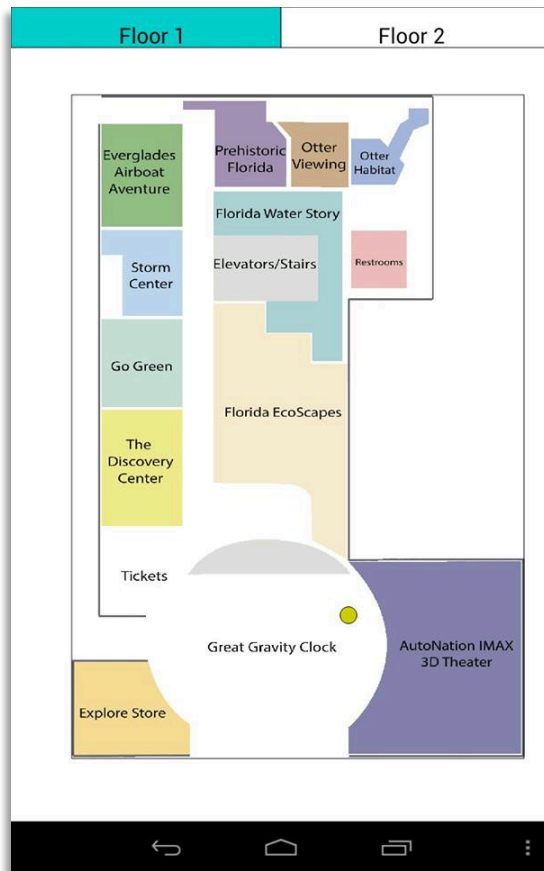 Floor 1
Floor 2
Everglades
Airboat
Aventure
Prehistoric
Florida
Otter
Viewing
Otter
Habitat
Florida Water Story
Storm
Center
Elevators/Stairs
Restrooms
Go Green
Florida EcoScapes
The
Discovery
Center
Tickets
Great Gravity Clock
AutoNation IMAX
3D Theater
Explore Store